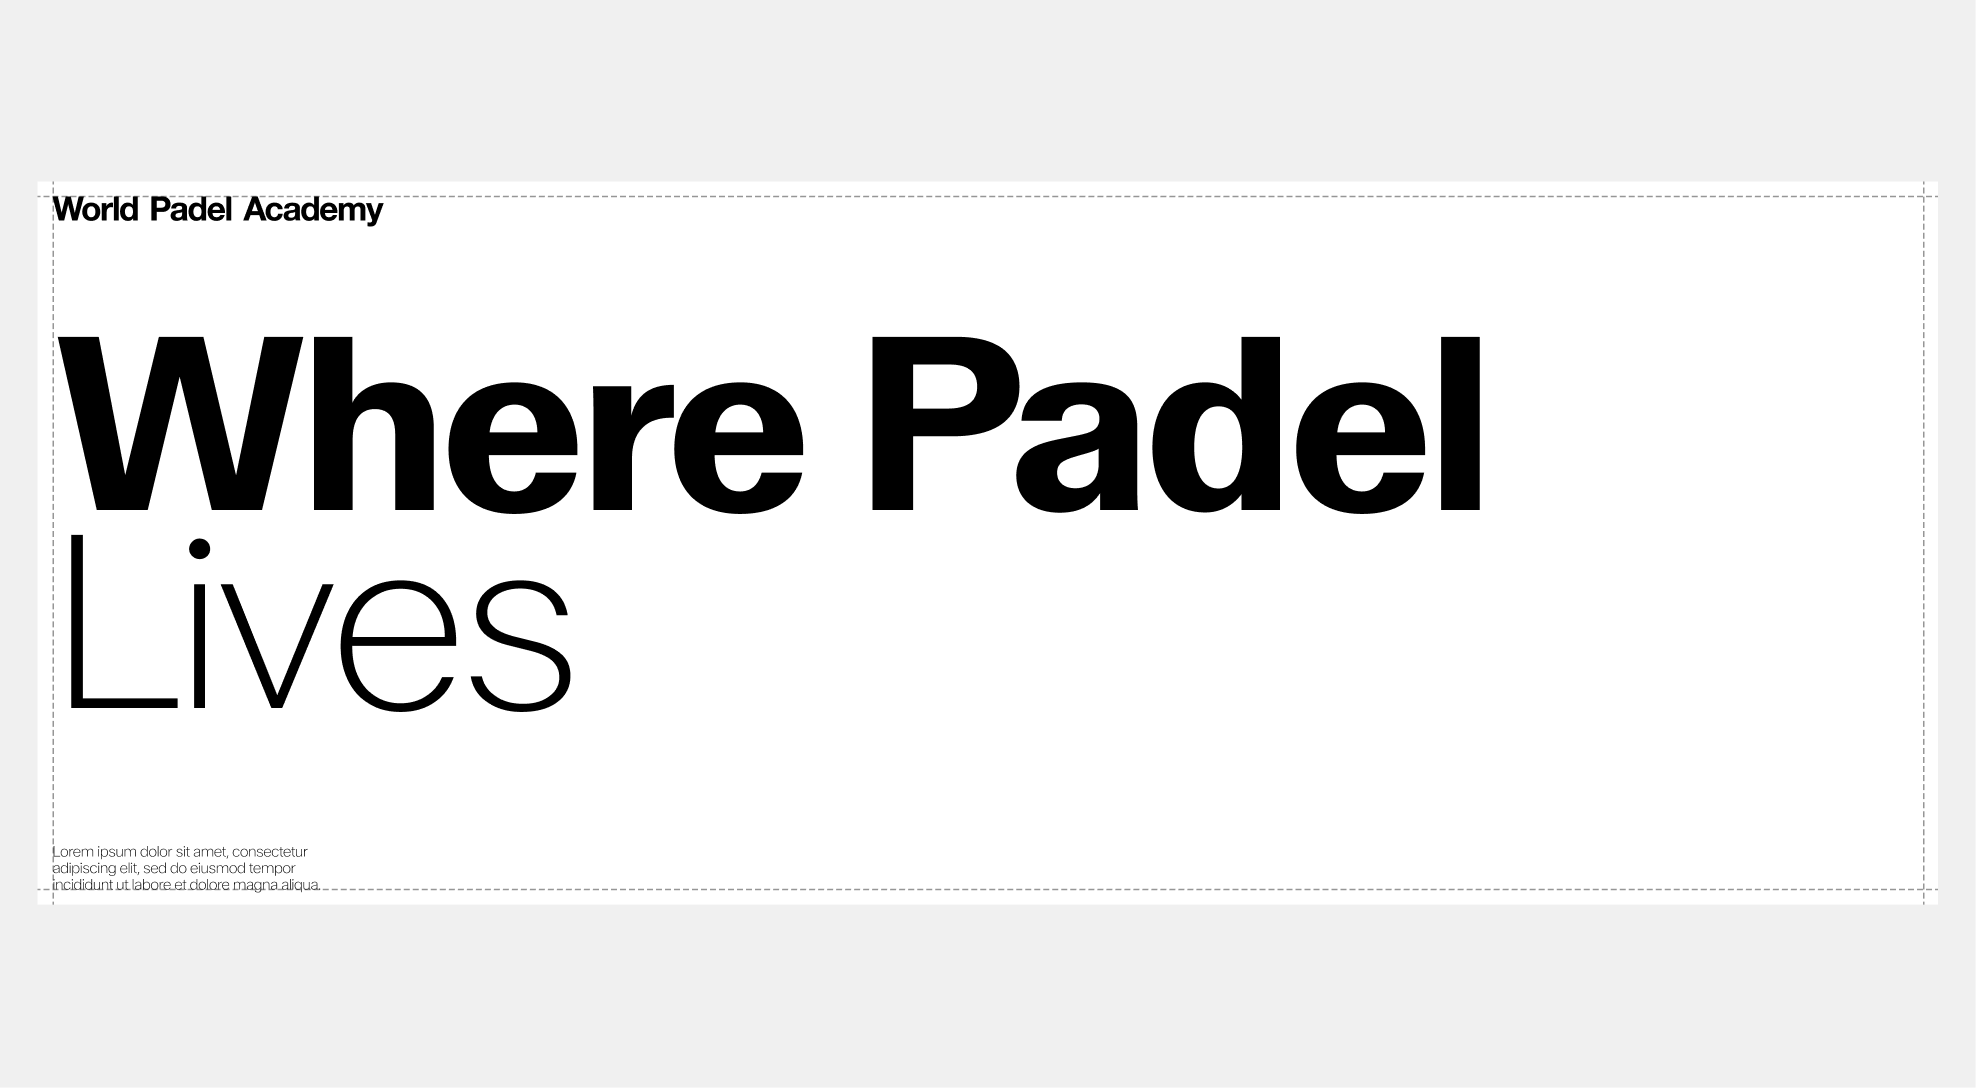 World Padel Academy
Where Padel
Lives
Lorem ipsum dolor sit amet, consectetur
adipiscing elit, sed do eiusmod tempor
incididunt ut labore et dolore magna aliqua.